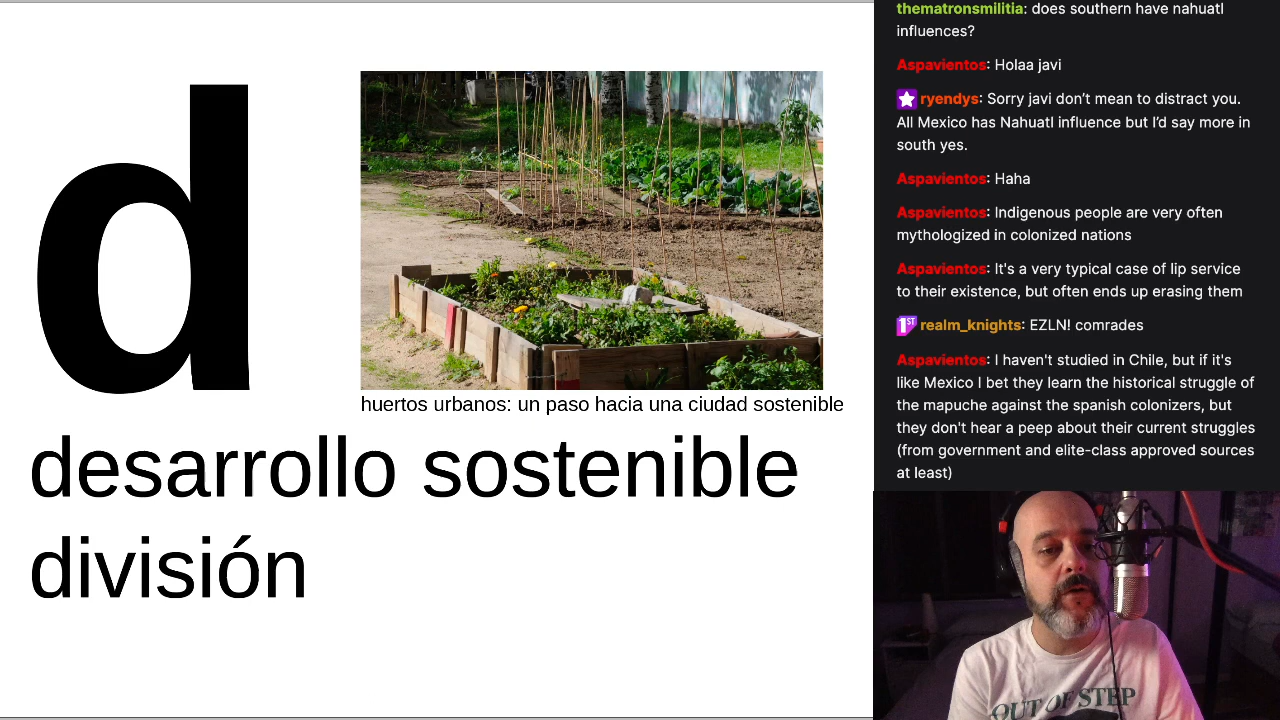 d
huertos urbanos: un paso hacia una ciudad sostenible
desarrollo sostenible
división
thematronsmilitia: does southern have nahuatl
influences?
Aspavientos: Holaa javi
ryendys: Sorry javi don’t mean to distract you.
All Mexico has Nahuatl influence but I’d say more in
south yes.
Aspavientos: Haha
Aspavientos: Indigenous people are very often
mythologized in colonized nations
Aspavientos: It's a very typical case of lip service
to their existence, but often ends up erasing them
1ST realm_knights: EZLN! comrades
Aspavientos: I haven't studied in Chile, but if it's
like Mexico I bet they learn the historical struggle of
the mapuche against the spanish colonizers, but
they don't hear a peep about their current struggles
(from government and elite-class approved sources
at least)
OUT OF STEP